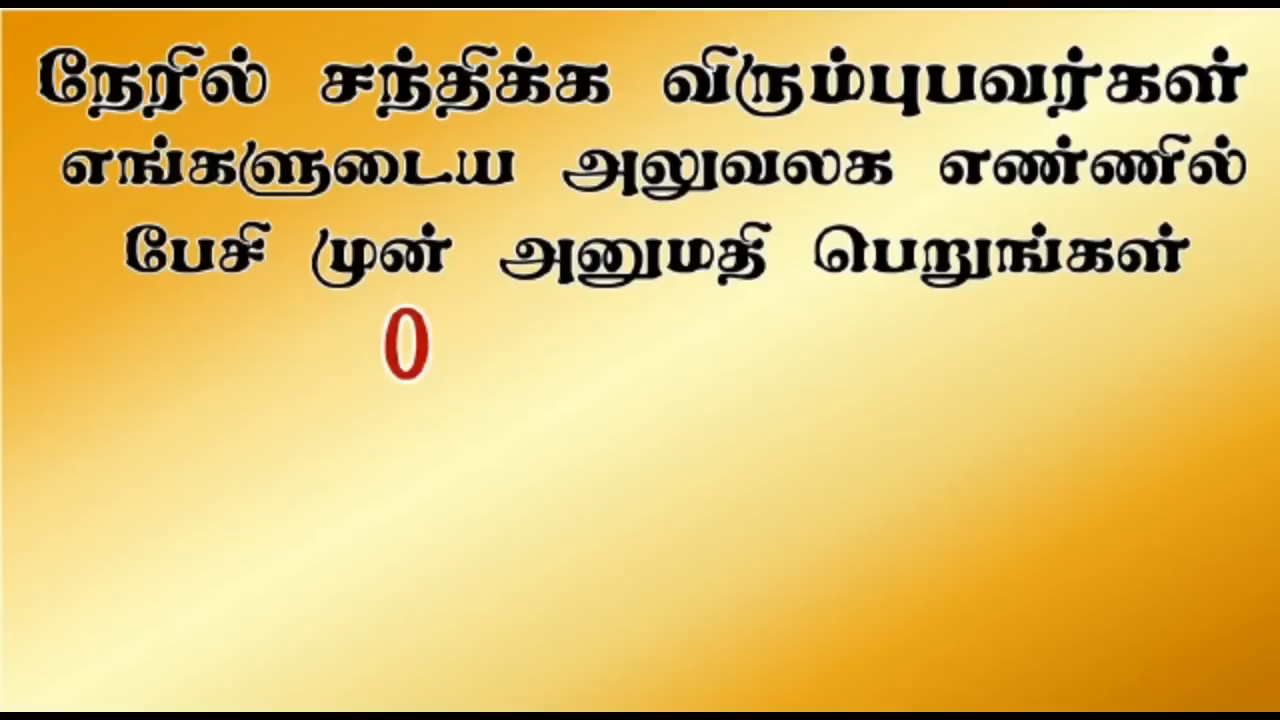 நேரில் சந்திக்க விரும்புபவர்கள்
எங்களுடைய அலுவலக எண்ணில்
பேசி முன் அனுமதி பெறுங்கள்
0